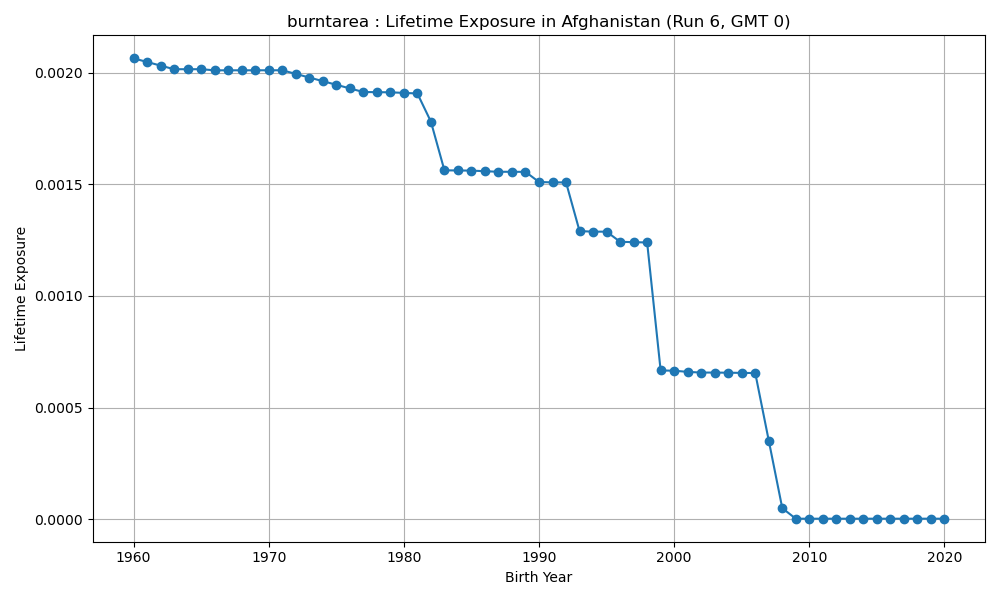 burntarea : Lifetime Exposure in Afghanistan (Run 6, GMT 0)
Lifetime Exposure
0.0020
0.0015
0.0010
0.0005
0.0000
1960 1970 1980 1990 2000 2010 2020
Birth Year